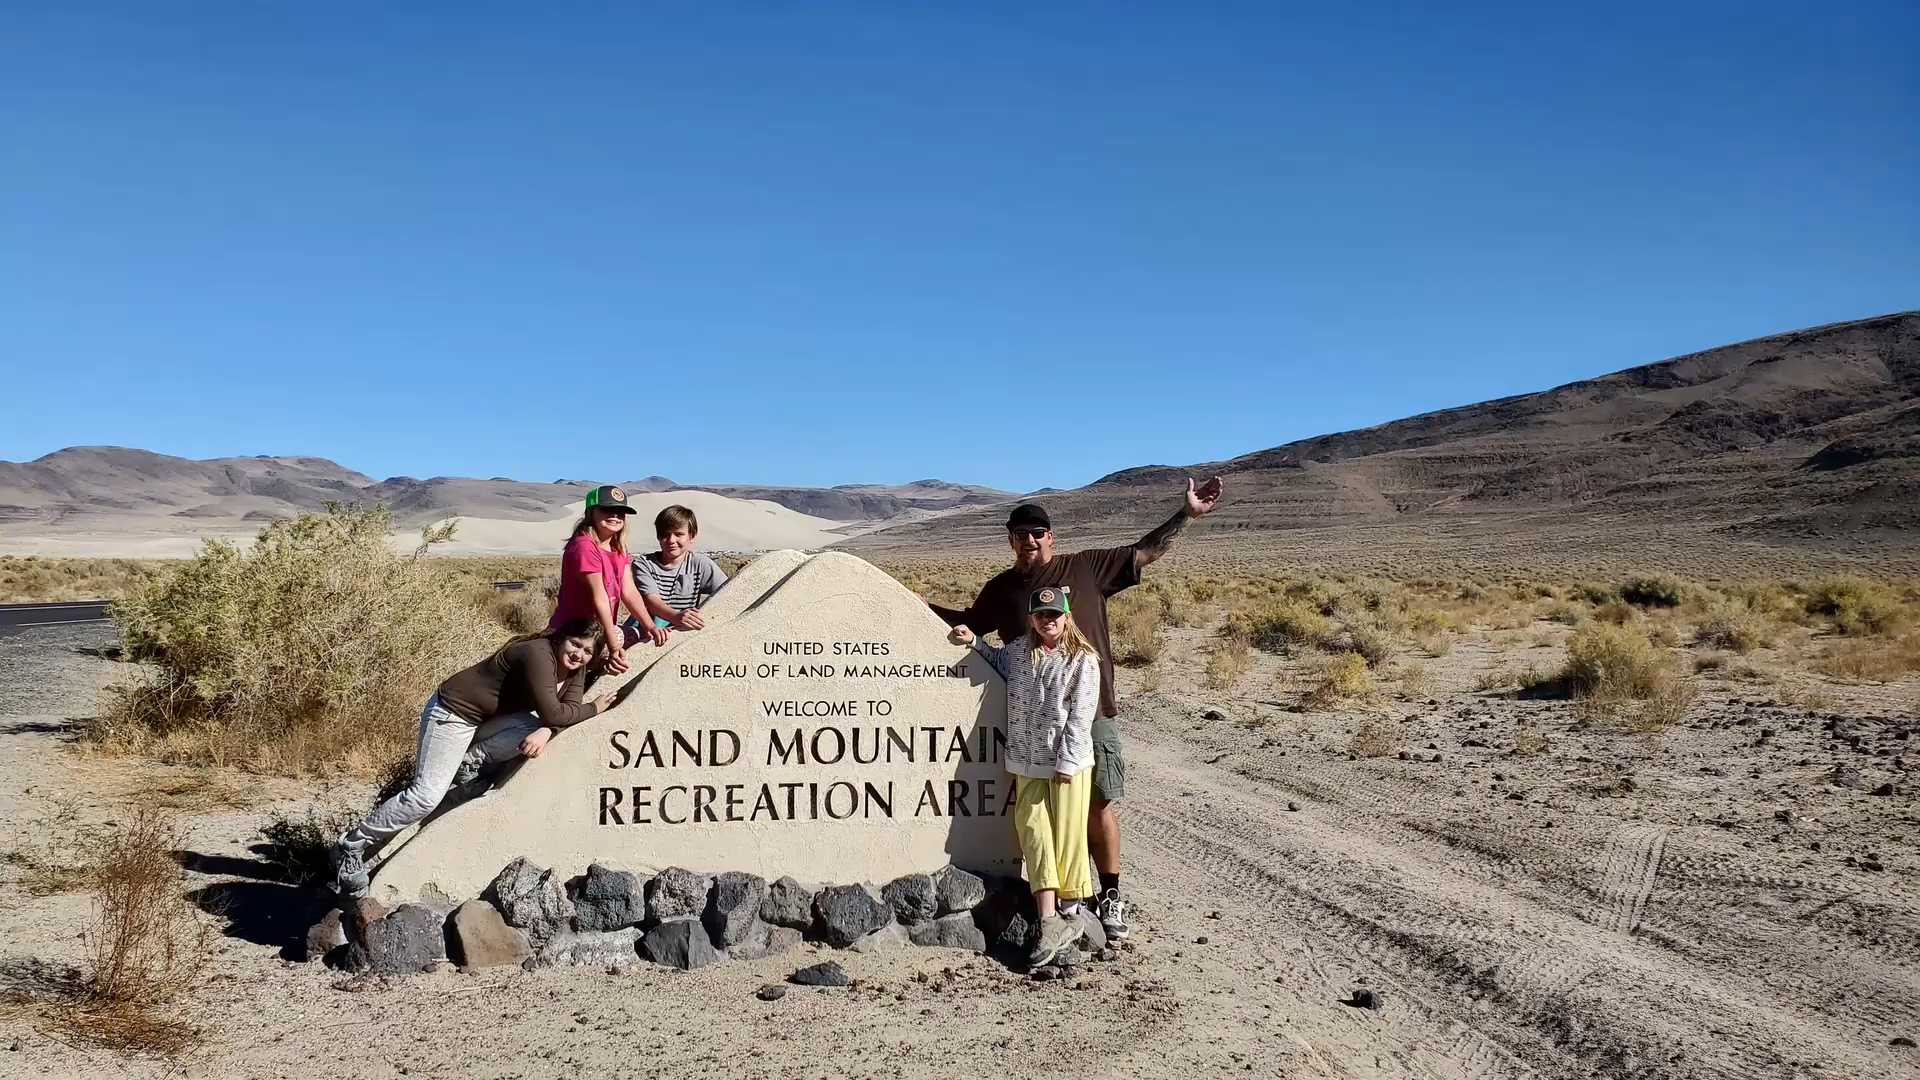 UNITED STATES
BUREAU OF LAND MANAGEMENT
WELCOME TO
SAND MOUNTAIN
RECREATION AREA